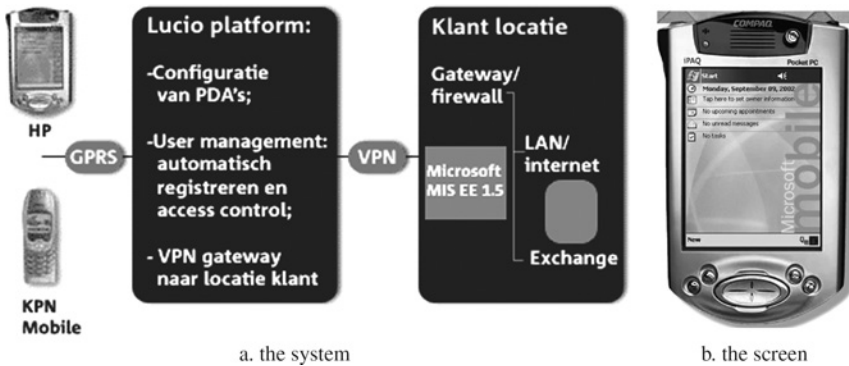 HP
KPN
Mobile
GPRS
Lucio platform:
-Configuratie
van PDA's;
-User management:
automatisch
registreren en
access control;
- VPN gateway
naar locatie klant
VPN
Klant locatie
Gateway/
firewall
Microsoft
MIS EE 1.5
LAN/
internet
Exchange
a. the system
COMPAQ
iPAQ
Pocket PC
Start
Monday, September 09, 2002
Tap here to set owner information
No upcoming appointments
No unread messages
No tasks
Microsoft
mobile
New
b. the screen